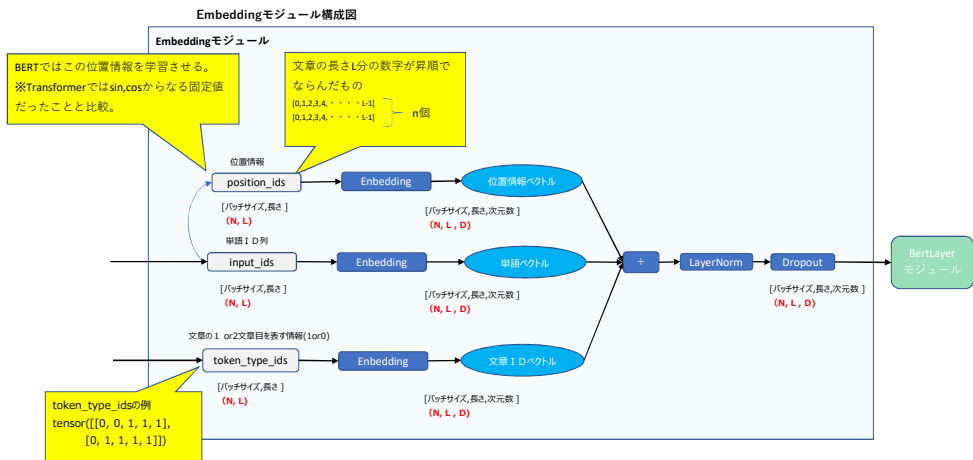 Embeddingモジュール構成図
Embeddingモジュール
BERTではこの位置情報を学習させる。
※Transformerではsin,cosからなる固定値
だったことと比較。
文章の長さL分の数字が昇順で
ならんだもの
[0,1,2,3,4,・・・・L-1]
[0,1,2,3,4,・・・・L-1]
n個
位置情報
position_ids
Enbedding
位置情報ベクトル
[バッチサイズ,長さ ]
(N, L)
[バッチサイズ,長さ,次元数 ]
(N, L , D)
単語ＩＤ列
input_ids
Enbedding
単語ベクトル
+
LayerNorm
Dropout
BertLayer
モジュール
[バッチサイズ,長さ ]
(N, L)
[バッチサイズ,長さ,次元数 ]
(N, L , D)
[バッチサイズ,長さ,次元数 ]
(N, L , D)
文章の１ or2文章目を表す情報(1or0)
token_type_ids
Enbedding
文章ＩＤベクトル
[バッチサイズ,長さ ]
(N, L)
[バッチサイズ,長さ,次元数 ]
(N, L , D)
token_type_idsの例
tensor([[0, 0, 1, 1, 1],
[0, 1, 1, 1, 1]])